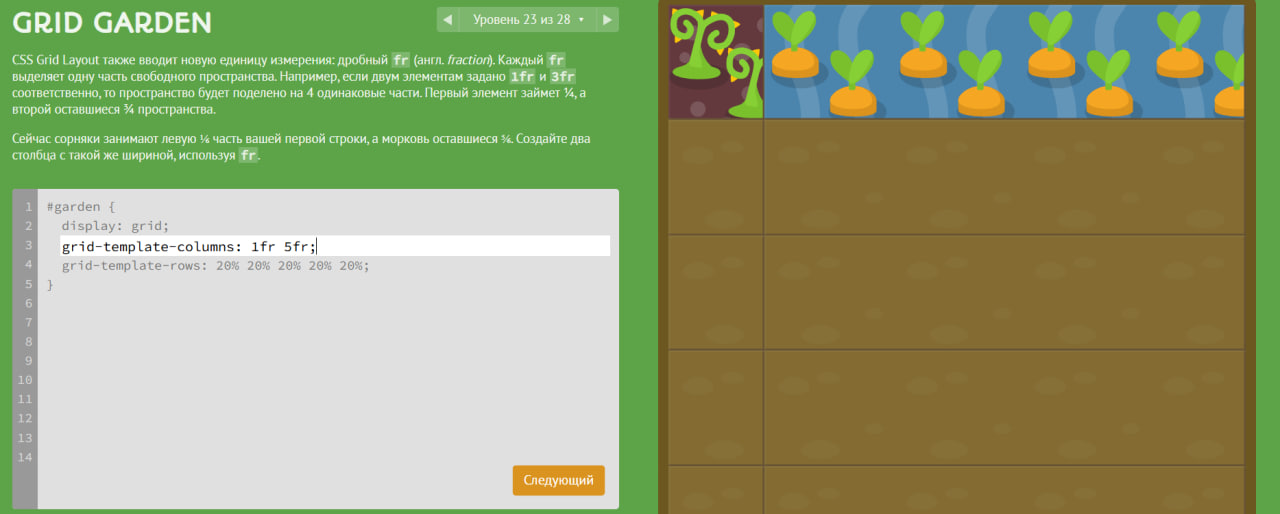 GRID GARDEN
Уровень 23 из 28
CSS Grid Layout также вводит новую единицу измерения: дробный fr (англ. fraction). Каждый fr
выделяет одну часть свободного пространства. Например, если двум элементам задано 1fr и 3fr
соответственно, то пространство будет поделено на 4 одинаковые части. Первый элемент займет ¼, а
второй оставшиеся ¾ пространства.
Сейчас сорняки занимают левую ⅙ часть вашей первой строки, а морковь оставшиеся ⅚. Создайте два
столбца с такой же шириной, используя fr.
1 #garden {
2 display: grid;
3 grid-template-columns: 1fr 5fr;
4 grid-template-rows: 20% 20% 20% 20% 20%;
5 }
6
7
8
9
10
11
12
13
14
Следующий